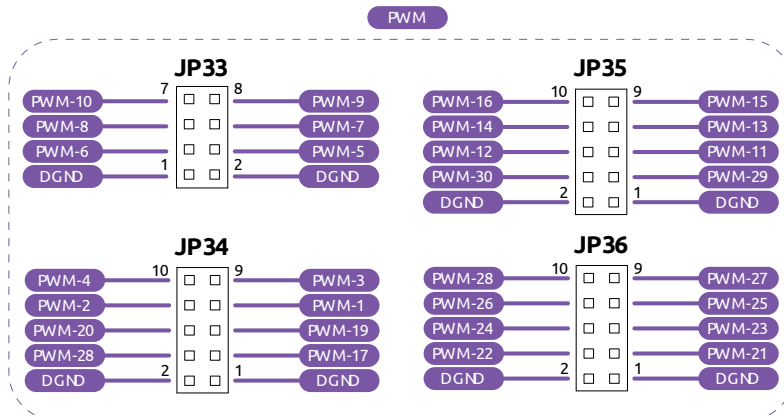 PWM
JP33
7 8
PWM-10 PWM-9
PWM-8 PWM-7
PWM-6 PWM-5
1 2
DGND DGND
JP35
10 9
PWM-16 PWM-15
PWM-14 PWM-13
PWM-12 PWM-11
PWM-30 PWM-29
2 1
DGND DGND
JP34
10 9
PWM-4 PWM-3
PWM-2 PWM-1
PWM-20 PWM-19
PWM-28 PWM-17
2 1
DGND DGND
JP36
10 9
PWM-28 PWM-27
PWM-26 PWM-25
PWM-24 PWM-23
PWM-22 PWM-21
2 1
DGND DGND